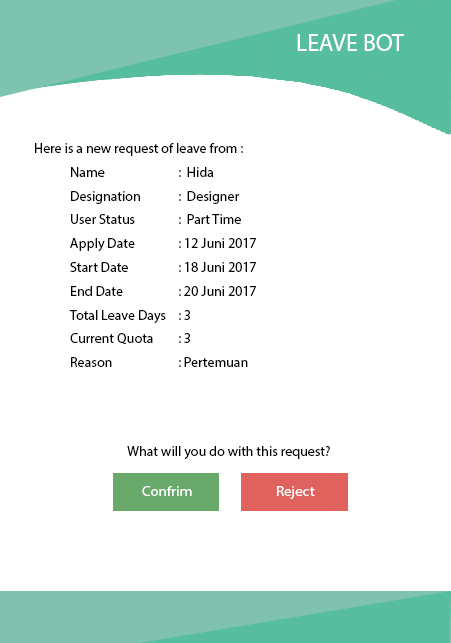 LEAVE BOT
Here is a new request of leave from :
Name : Hida
Designation : Designer
User Status : Part Time
Apply Date : 12 Juni 2017
Start Date : 18 Juni 2017
End Date : 20 Juni 2017
Total Leave Days : 3
Current Quota : 3
Reason : Pertemuan
What will you do with this request?
Confrim Reject